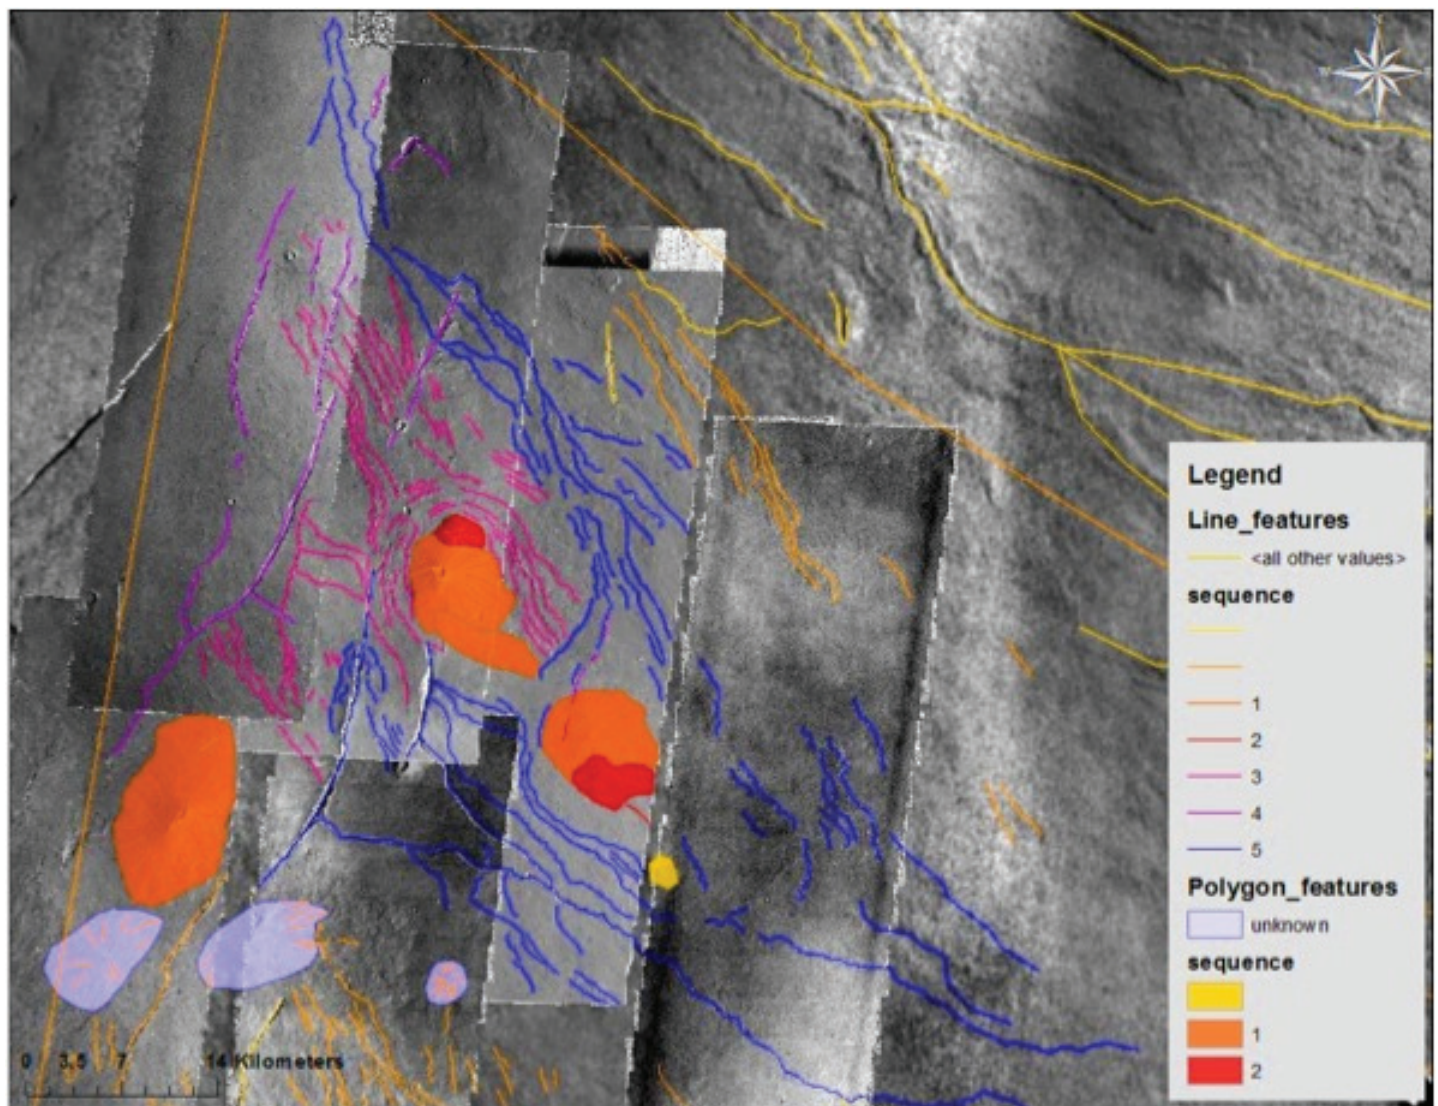 Legend
Line_features
<all other values>
sequence
1
2
3
4
5
Polygon_features
unknown
sequence
1
2
0 3.5 7 14 Kilometers